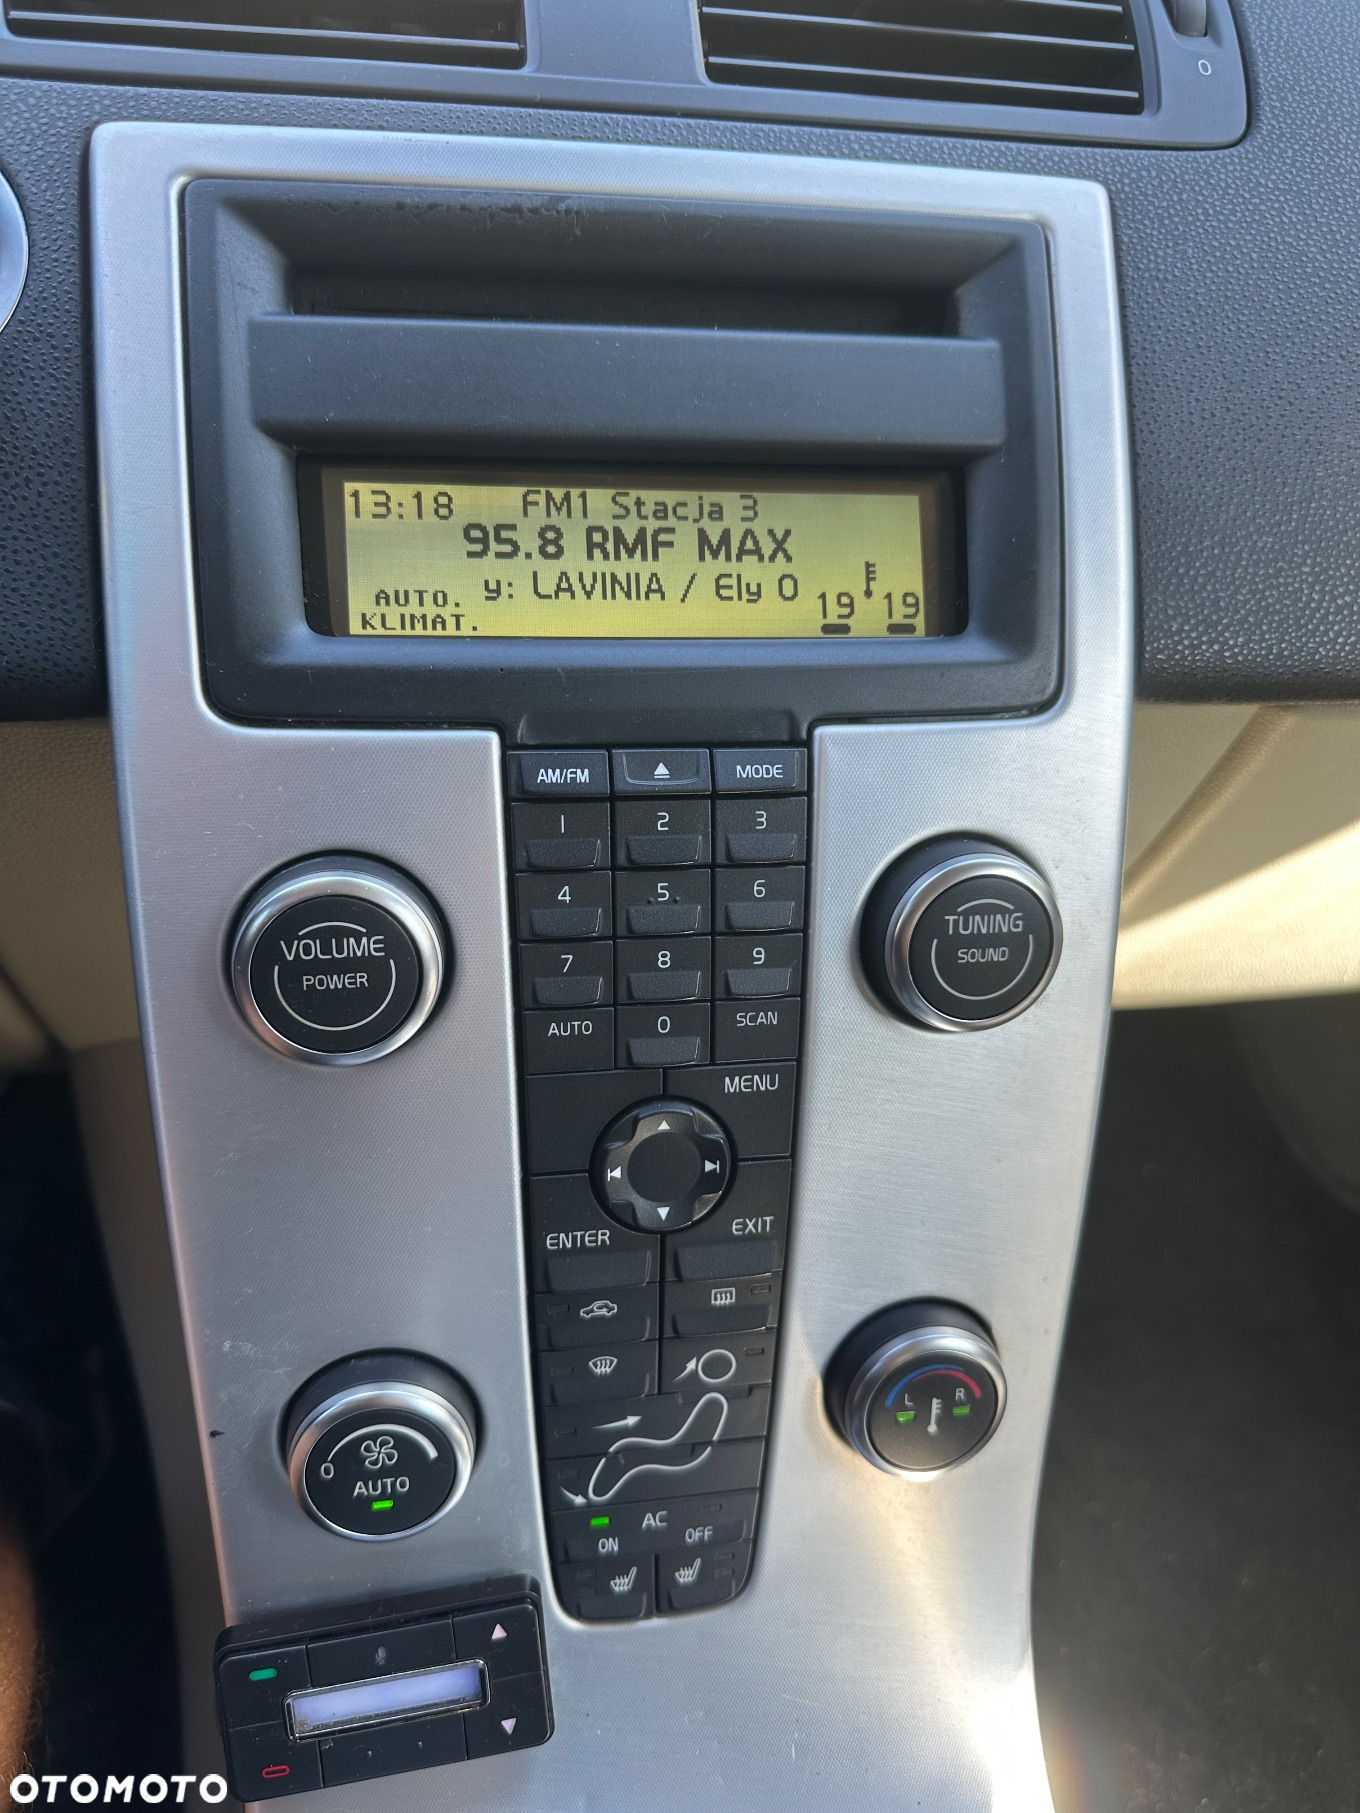 0
13:18 FM1 Stacja 3
95.8 RMF MAX
AUTO. y: LAVINIA / Ely O
KLIMAT. 19 19
AM/FM MODE
1 2 3
4 5 6
7 8 9
AUTO 0 SCAN
VOLUME
POWER
TUNING
SOUND
MENU
ENTER EXIT
0
AUTO
L R
AC
ON OFF
OTOMOTO